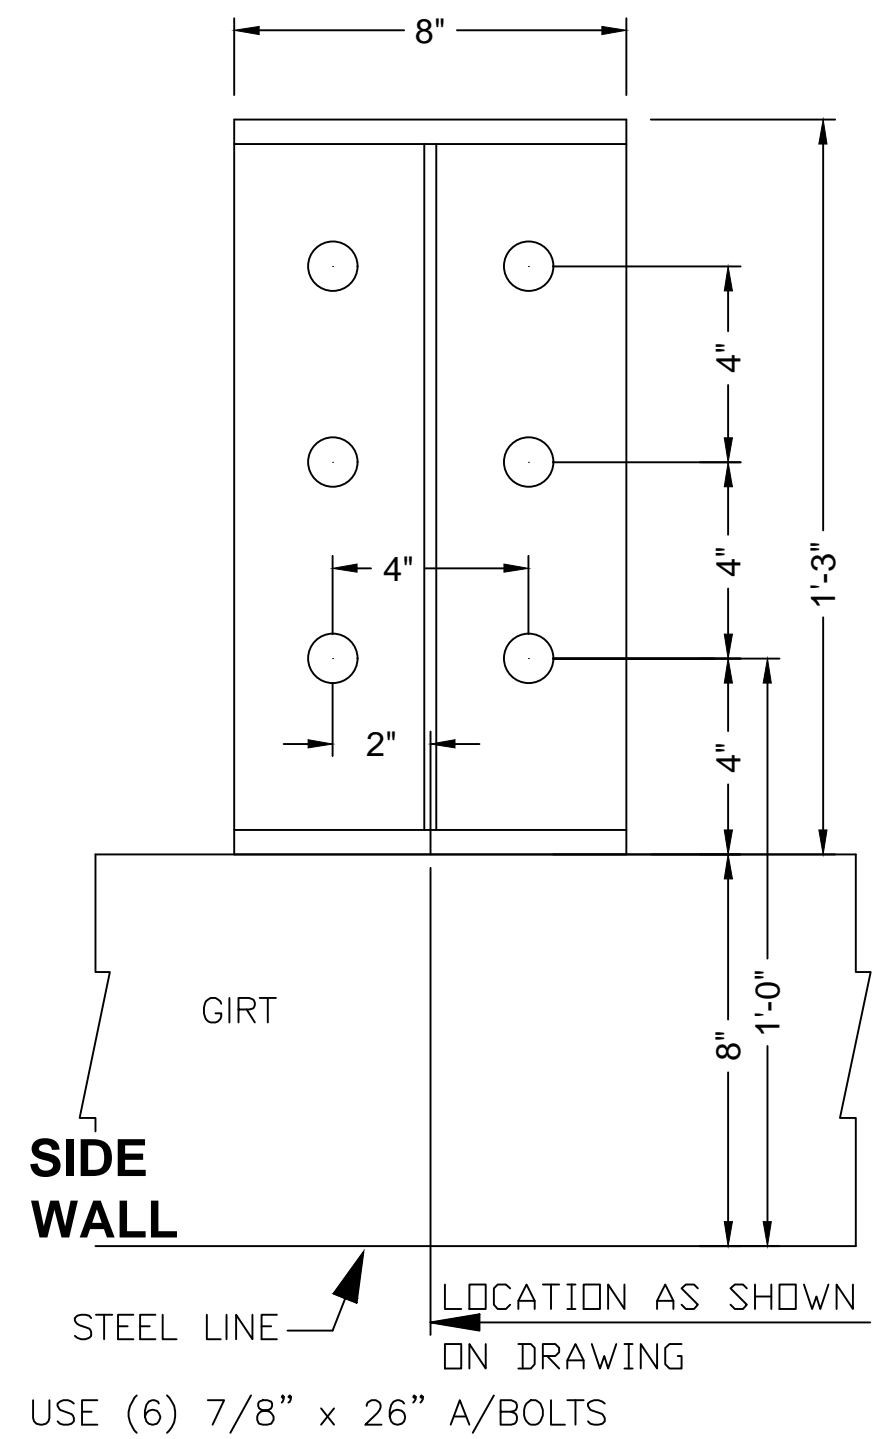 8"
4"
4"
1'-3"
4"
2"
4"
GIRT
8"
1'-0"
SIDE
WALL
LOCATION AS SHOWN
STEEL LINE
ON DRAWING
USE (6) 7/8” x 26” A/BOLTS